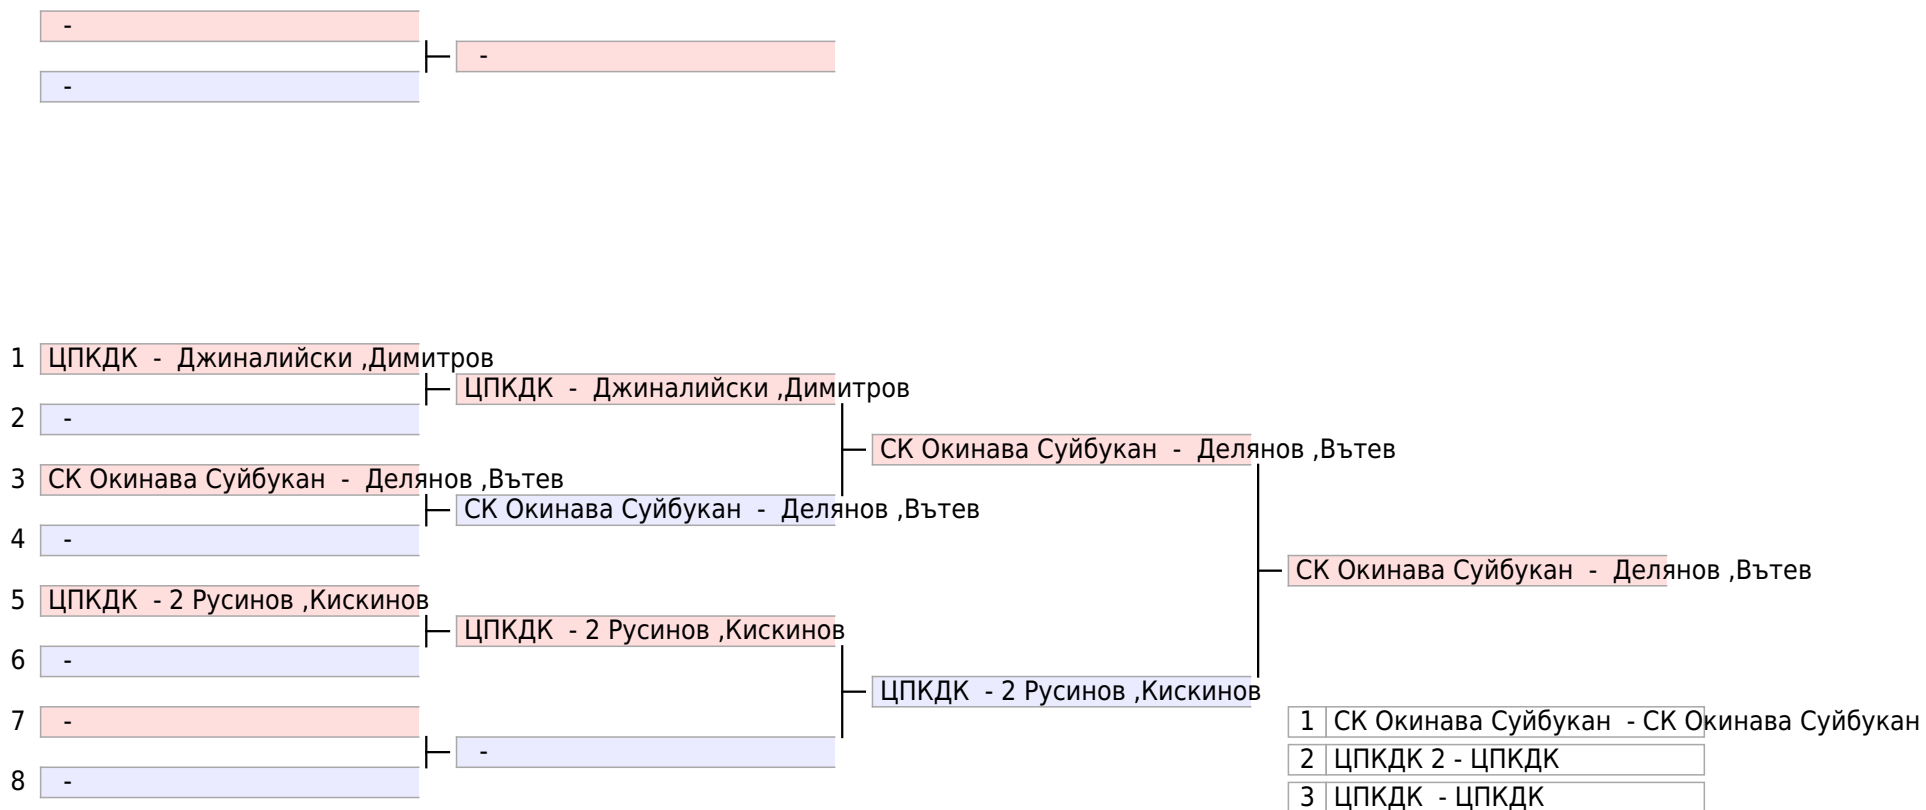 -
-
-
1 ЦПКДК - Джиналийски ,Димитров
ЦПКДК - Джиналийски ,Димитров
2 -
СК Окинава Суйбукан - Делянов ,Вътев
3 СК Окинава Суйбукан - Делянов ,Вътев
СК Окинава Суйбукан - Делянов ,Вътев
4 -
СК Окинава Суйбукан - Делянов ,Вътев
5 ЦПКДК - 2 Русинов ,Кискинов
ЦПКДК - 2 Русинов ,Кискинов
6 -
ЦПКДК - 2 Русинов ,Кискинов
7 -
1 СК Окинава Суйбукан - СК Окинава Суйбукан
-
2 ЦПКДК 2 - ЦПКДК
8 -
3 ЦПКДК - ЦПКДК